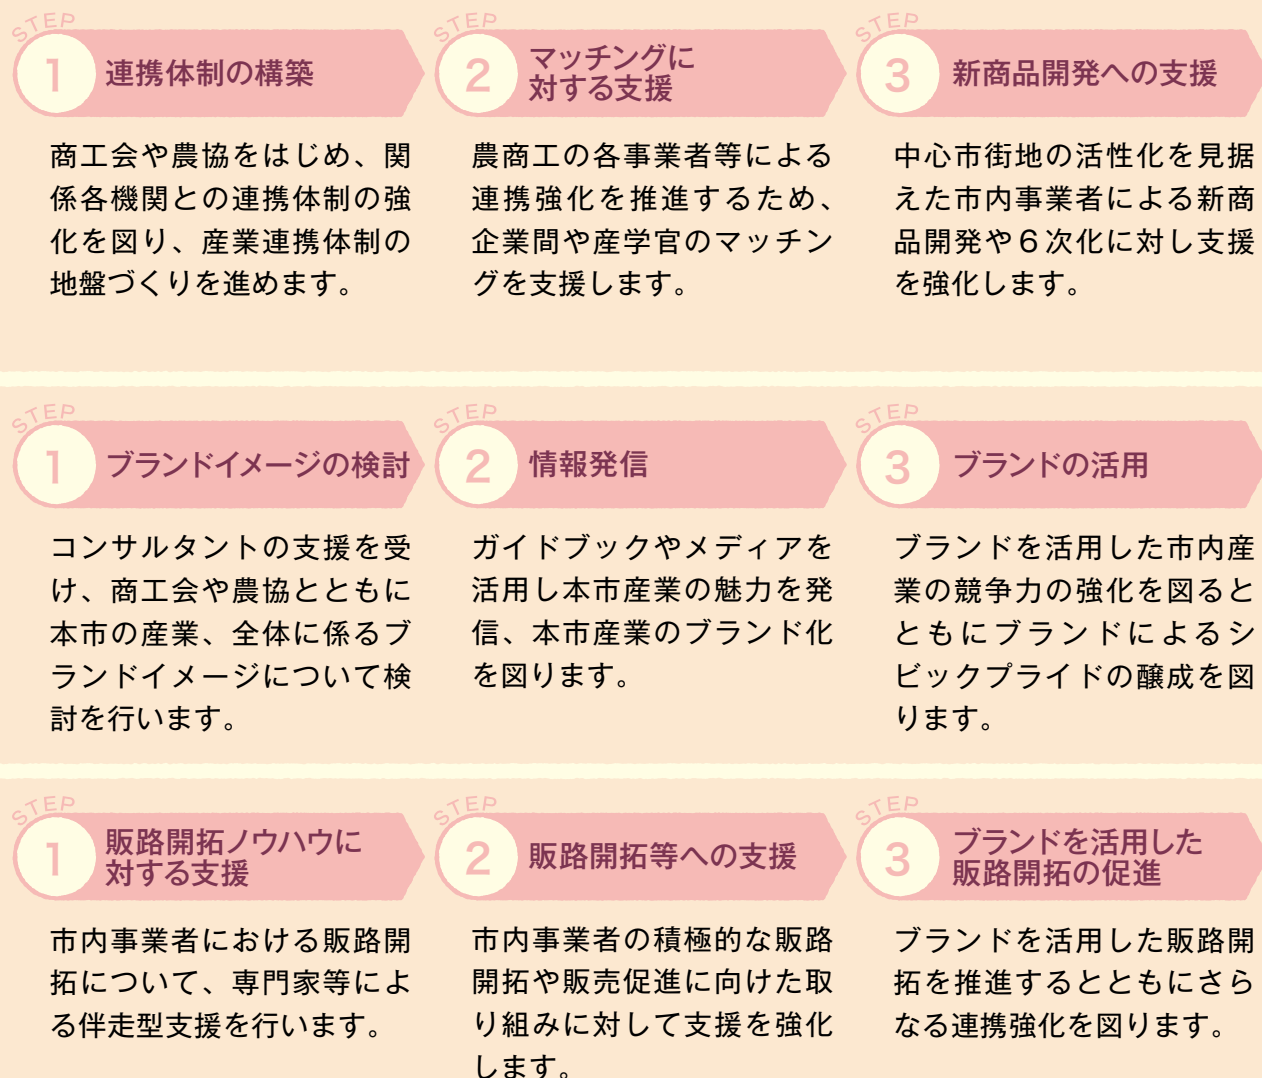 STEP
1 連携体制の構築
商工会や農協をはじめ、関
係各機関との連携体制の強
化を図り、産業連携体制の
地盤づくりを進めます。
STEP
2 マッチングに
対する支援
農商工の各事業者等による
連携強化を推進するため、
企業間や産学官のマッチン
グを支援します。
STEP
3 新商品開発への支援
中心市街地の活性化を見据
えた市内事業者による新商
品開発や６次化に対し支援
を強化します。
STEP
1 ブランドイメージの検討
コンサルタントの支援を受
け、商工会や農協とともに
本市の産業、全体に係るブ
ランドイメージについて検
討を行います。
STEP
2 情報発信
ガイドブックやメディアを
活用し本市産業の魅力を発
信、本市産業のブランド化
を図ります。
STEP
3 ブランドの活用
ブランドを活用した市内産
業の競争力の強化を図ると
ともにブランドによるシ
ビックプライドの醸成を図
ります。
STEP
1 販路開拓ノウハウに
対する支援
市内事業者における販路開
拓について、専門家等によ
る伴走型支援を行います。
STEP
2 販路開拓等への支援
市内事業者の積極的な販路
開拓や販売促進に向けた取
り組みに対して支援を強化
します。
STEP
3 ブランドを活用した
販路開拓の促進
ブランドを活用した販路開
拓を推進するとともにさら
なる連携強化を図ります。